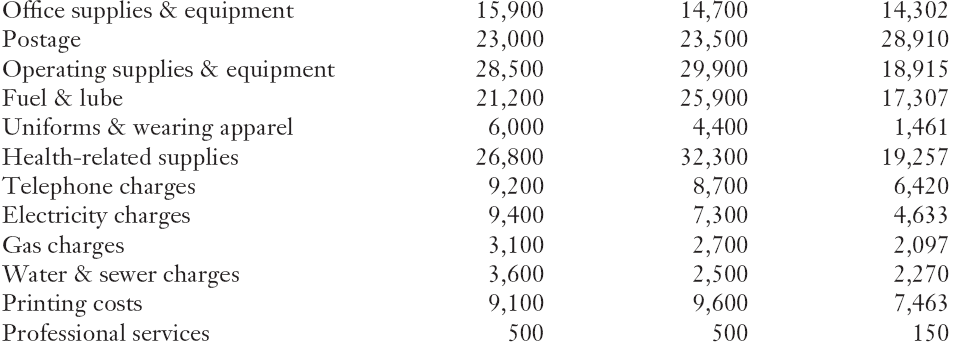 Office supplies & equipment 15,900 14,700 14,302
Postage 23,000 23,500 28,910
Operating supplies & equipment 28,500 29,900 18,915
Fuel & lube 21,200 25,900 17,307
Uniforms & wearing apparel 6,000 4,400 1,461
Health-related supplies 26,800 32,300 19,257
Telephone charges 9,200 8,700 6,420
Electricity charges 9,400 7,300 4,633
Gas charges 3,100 2,700 2,097
Water & sewer charges 3,600 2,500 2,270
Printing costs 9,100 9,600 7,463
Professional services 500 500 150